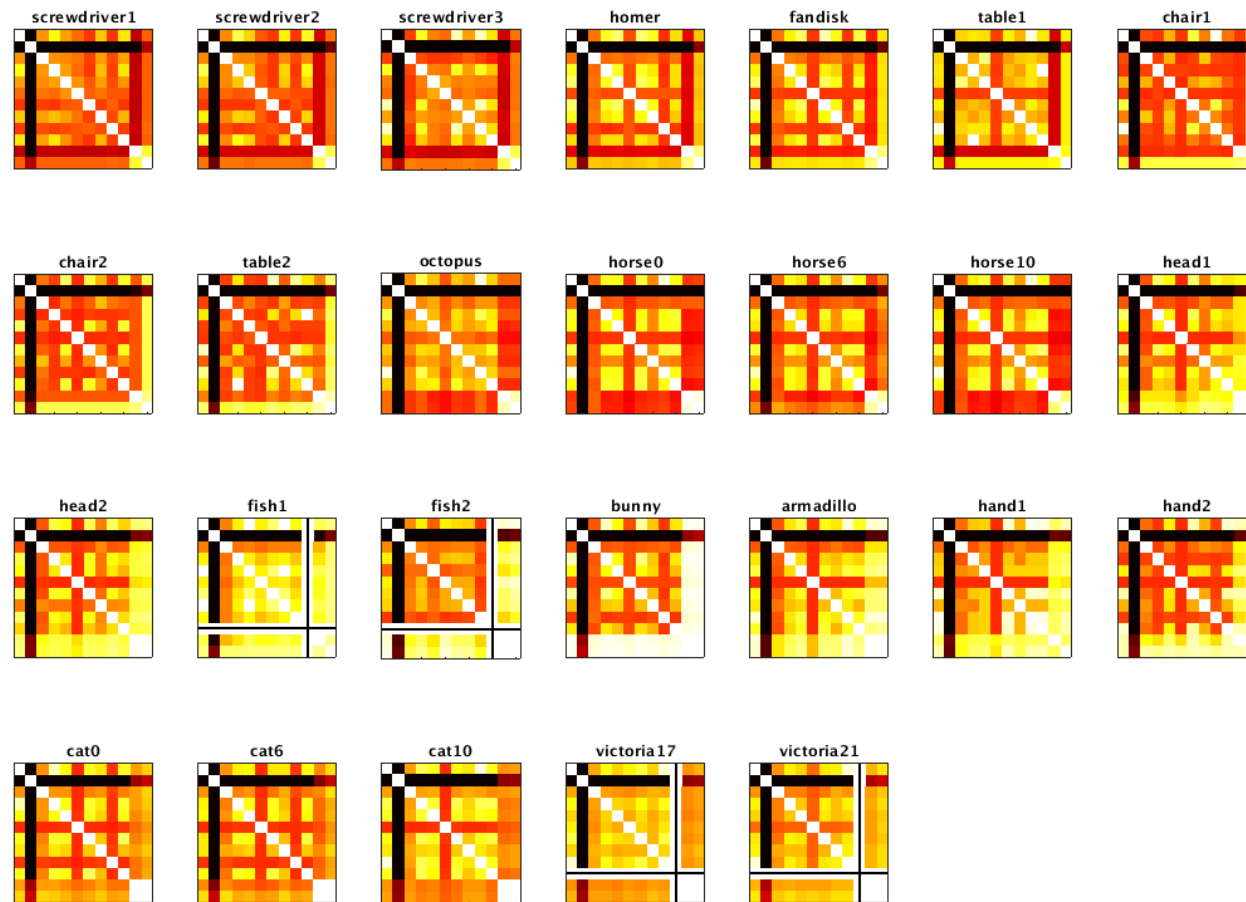 screwdriver1 screwdriver2 screwdriver3 homer fandisk table1 chair1
chair2 table2 octopus horse0 horse6 horse10 head1
head2 fish1 fish2 bunny armadillo hand1 hand2
cat0 cat6 cat10 victoria17 victoria21